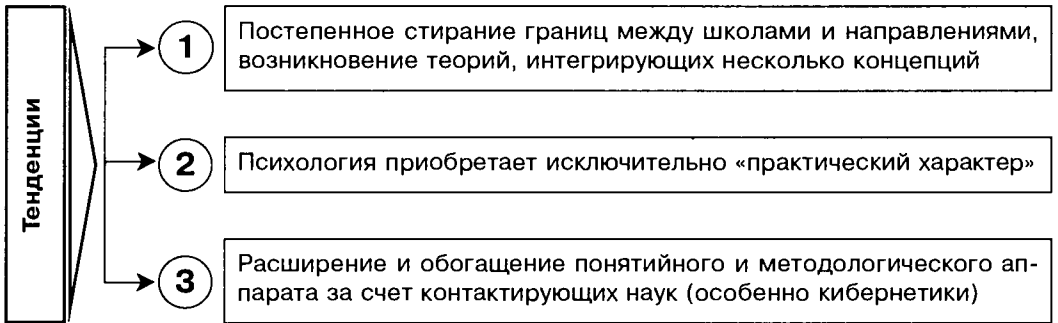 Тенденции
1
Постепенное стирание границ между школами и направлениями,
возникновение теорий, интегрирующих несколько концепций
2
Психология приобретает исключительно «практический характер»
3
Расширение и обогащение понятийного и методологического ап-
парата за счет контактирующих наук (особенно кибернетики)